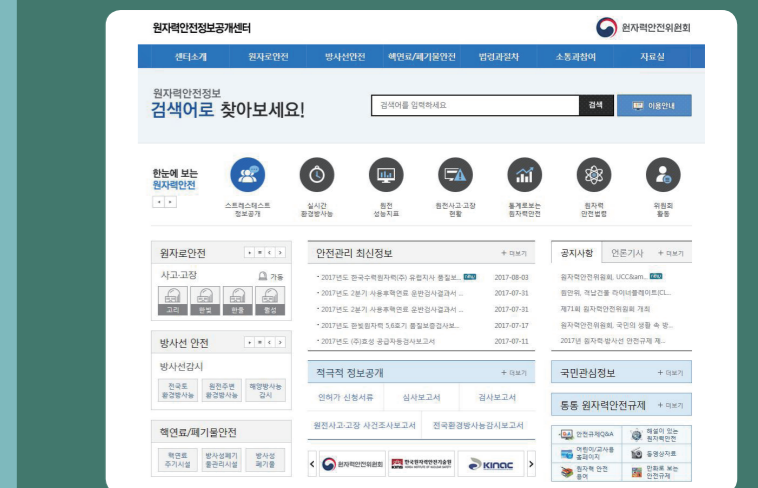 원자력안전정보공개센터
원자력안전위원회
센터소개 원자로안전 방사선안전 핵연료/폐기물안전 법령과절차 소통과참여 자료실
원자력안전정보
검색어로 찾아보세요!
검색어를 입력하세요
검색
이용안내
한눈에 보는
원자력안전
스트레스테스트
정보공개
실시간
환경방사능
원전
성능지표
원전사고·고장
현황
통계로보는
원자력안전
원자력
안전법령
위원회
활동
원자로안전
사고·고장
가동
고리 한빛 한울 월성
방사선 안전
방사선감시
전국토
환경방사능
원전주변
환경방사능
해양방사능
감시
핵연료/폐기물안전
핵연료
주기시설
방사성폐기
물관리시설
방사성
폐기물
안전관리 최신정보
+ 더보기
· 2017년도 한국수력원자력(주) 유럽지사 품질보... 2017-08-03
· 2017년도 2분기 사용후핵연료 운반검사결과서 ... 2017-07-31
· 2017년도 2분기 사용후핵연료 운반검사결과서 ... 2017-07-31
· 2017년도 한빛원자력 5,6호기 품질보증검사보... 2017-07-17
· 2017년도 (주)효성 공급자등검사보고서 2017-07-11
적극적 정보공개
+ 더보기
인허가 신청서류 심사보고서 검사보고서
원전사고·고장 사건조사보고서 전국환경방사능감시보고서
원자력안전위원회
한국원자력안전기술원
KINAC
공지사항 언론기사 + 더보기
원자력안전위원회, UCC&am...
원안위, 격납건물 라이너플레이트(CL...
제71회 원자력안전위원회 개최
원자력안전위원회, 국민의 생활 속 방...
2017년 원자력·방사선 안전규제 제...
국민관심정보
+ 더보기
통통 원자력안전규제
+ 더보기
안전규제Q&A
해설이 있는
원자력안전
어린이/교사용
홈페이지
동영상자료
원자력 안전
용어
만화로 보는
안전규제